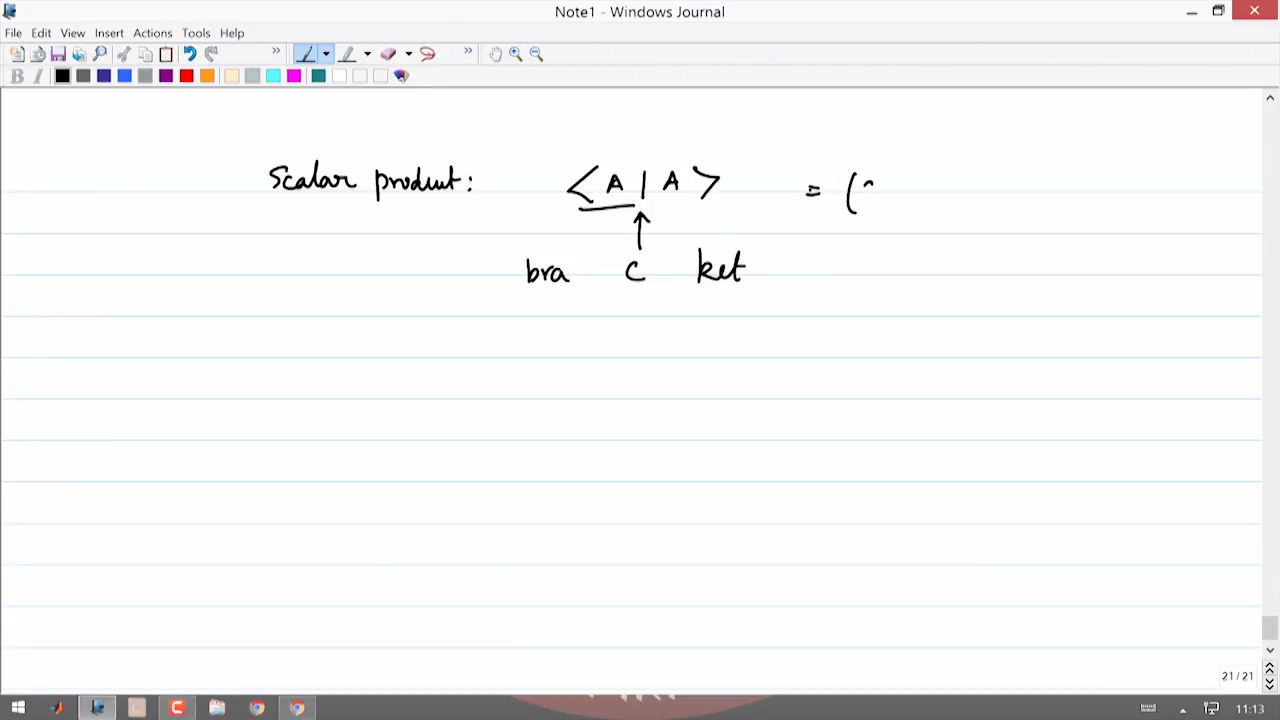 Note1 - Windows Journal
File Edit View Insert Actions Tools Help
Scalar product: < A | A > = (
bra c ket
21 / 21
11:13